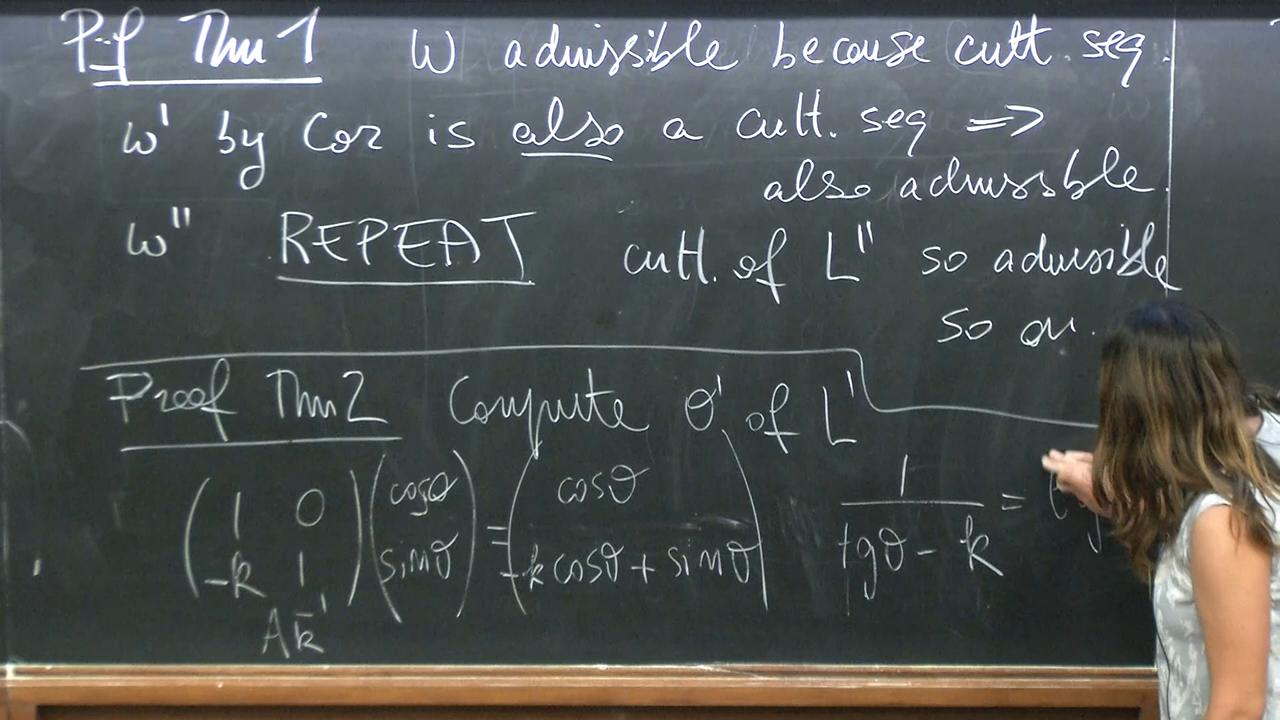 Pf Thm 1 W admissible because cutt. seq.
w' by Cor is also a cutt. seq =>
also admissble.
w'' REPEAT cutt. of L'' so admissible
so on.
Proof Thm 2 Compute θ' of L'
(1 0 / -k 1) (cosθ / sinθ) = (cosθ / -k cosθ + sinθ) 1 / (tgθ - k) =
A_k^-1